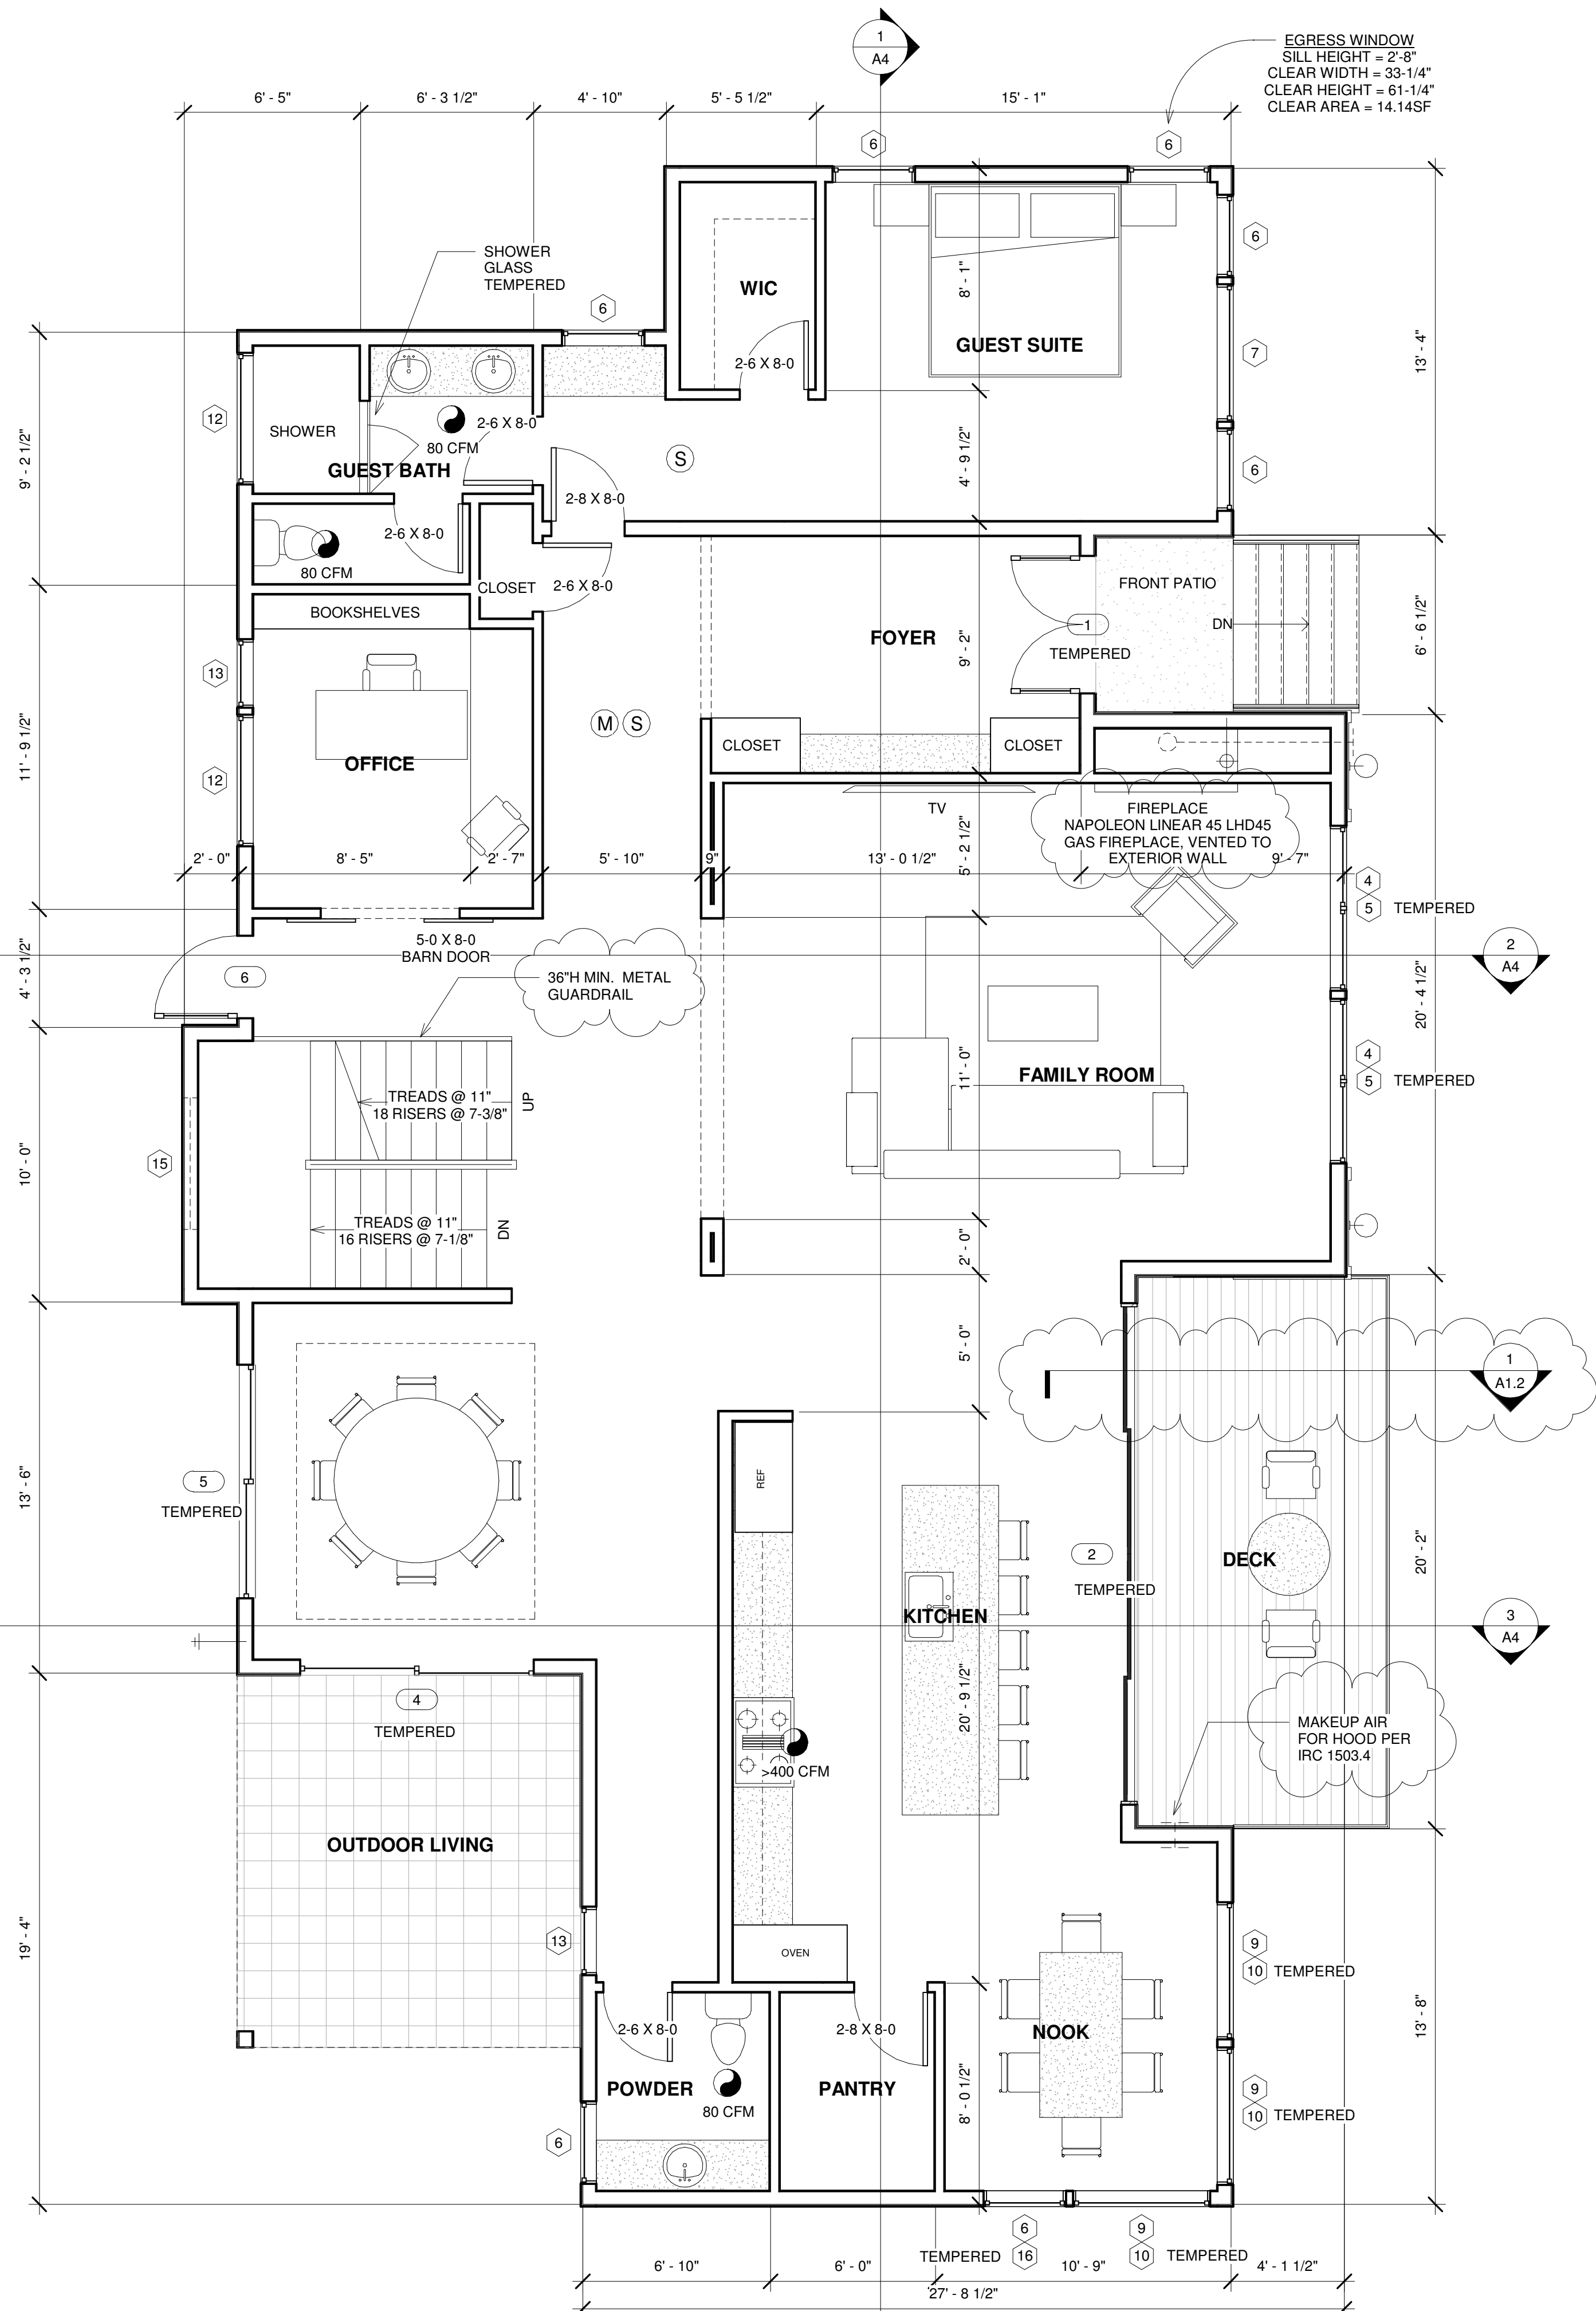 1
A4
EGRESS WINDOW
SILL HEIGHT = 2'-8"
CLEAR WIDTH = 33-1/4"
CLEAR HEIGHT = 61-1/4"
CLEAR AREA = 14.14SF
6' - 5"
6' - 3 1/2"
4' - 10"
5' - 5 1/2"
15' - 1"
6
6
6
SHOWER
GLASS
TEMPERED
6
WIC
8' - 1"
GUEST SUITE
7
13' - 4"
2-6 X 8-0
12
SHOWER
2-6 X 8-0
80 CFM
GUEST BATH
9' - 2 1/2"
S
4' - 9 1/2"
6
2-8 X 8-0
2-6 X 8-0
80 CFM
CLOSET
2-6 X 8-0
FRONT PATIO
BOOKSHELVES
FOYER
9' - 2"
1
DN
TEMPERED
6' - 6 1/2"
13
M
S
11' - 9 1/2"
OFFICE
12
CLOSET
CLOSET
TV
FIREPLACE
NAPOLEON LINEAR 45 LHD45
GAS FIREPLACE, VENTED TO
EXTERIOR WALL
5' - 2 1/2"
2' - 0"
8' - 5"
2' - 7"
5' - 10"
9"
13' - 0 1/2"
9' - 7"
4
5
TEMPERED
5-0 X 8-0
BARN DOOR
2
A4
4' - 3 1/2"
6
36"H MIN. METAL
GUARDRAIL
20' - 4 1/2"
4
5
TEMPERED
FAMILY ROOM
11' - 0"
TREADS @ 11"
18 RISERS @ 7-3/8"
UP
10' - 0"
15
TREADS @ 11"
16 RISERS @ 7-1/8"
DN
2' - 0"
5' - 0"
1
A1.2
13' - 6"
5
TEMPERED
REF
2
TEMPERED
DECK
20' - 2"
KITCHEN
3
A4
20' - 9 1/2"
4
TEMPERED
MAKEUP AIR
FOR HOOD PER
IRC 1503.4
>400 CFM
OUTDOOR LIVING
19' - 4"
13
OVEN
9
10
TEMPERED
2-6 X 8-0
2-8 X 8-0
NOOK
13' - 8"
POWDER
PANTRY
8' - 0 1/2"
80 CFM
9
10
TEMPERED
6
6
16
TEMPERED
9
10
TEMPERED
6' - 10"
6' - 0"
10' - 9"
4' - 1 1/2"
27' - 8 1/2"